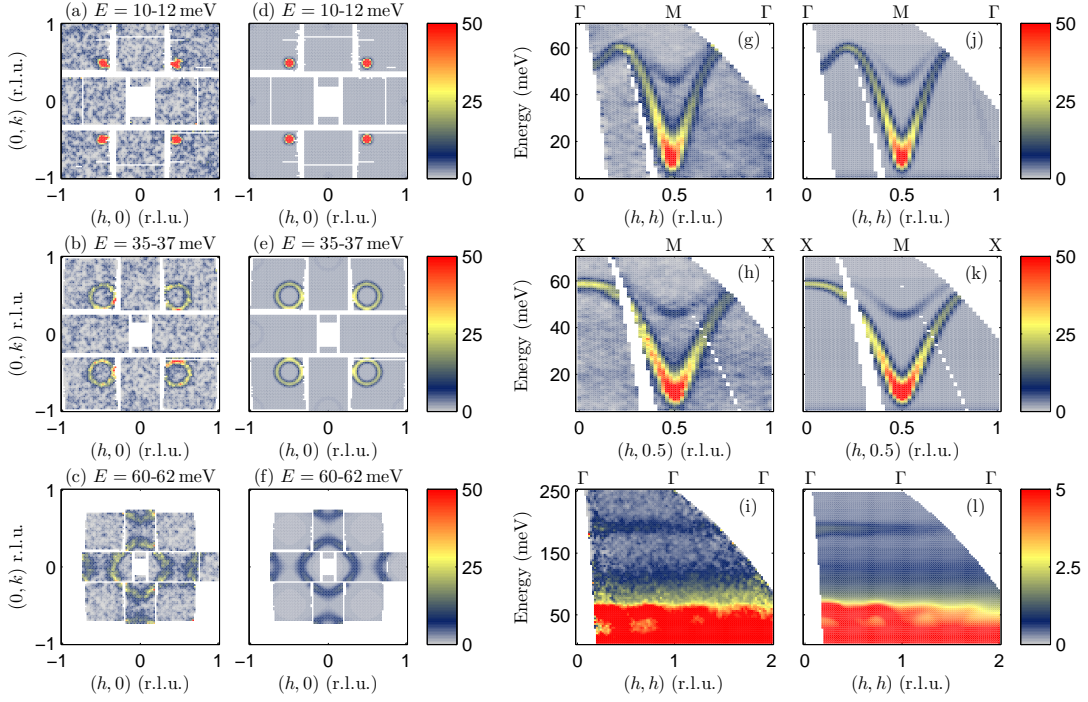 (a) E = 10-12 meV
(d) E = 10-12 meV
1
0
−1
(0, k) (r.l.u.)
−1 0 1
(h, 0) (r.l.u.)
−1 0 1
(h, 0) (r.l.u.)
50
25
0
(b) E = 35-37 meV
(e) E = 35-37 meV
1
0
−1
(0, k) r.l.u.
−1 0 1
(h, 0) (r.l.u.)
−1 0 1
(h, 0) (r.l.u.)
50
25
0
(c) E = 60-62 meV
(f) E = 60-62 meV
1
0
−1
(0, k) r.l.u.
−1 0 1
(h, 0) (r.l.u.)
−1 0 1
(h, 0) (r.l.u.)
50
25
0
Γ M Γ
Γ M Γ
(g)
(j)
60
40
20
Energy (meV)
0 0.5 1
(h, h) (r.l.u.)
0 0.5 1
(h, h) (r.l.u.)
50
25
0
X M X
X M X
(h)
(k)
60
40
20
Energy (meV)
0 0.5 1
(h, 0.5) (r.l.u.)
0 0.5 1
(h, 0.5) (r.l.u.)
50
25
0
Γ Γ Γ
Γ Γ Γ
(i)
(l)
250
150
50
Energy (meV)
0 1 2
(h, h) (r.l.u.)
0 1 2
(h, h) (r.l.u.)
5
2.5
0